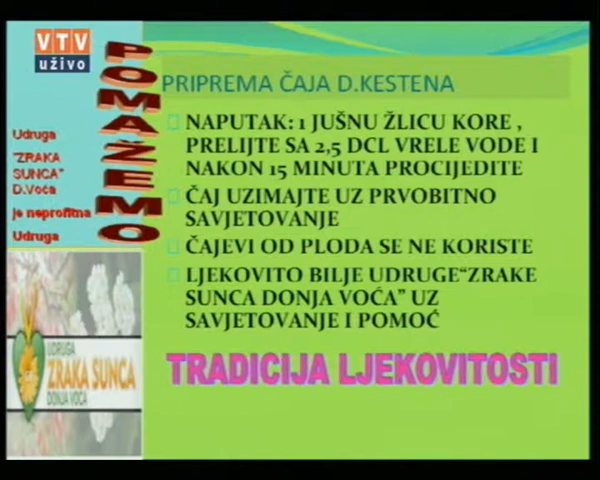 VTV
uživo
POMAŽEMO
Udruga
"ZRAKA
SUNCA"
D.Voća
je neprofitna
Udruga
UDRUGA
ZRAKA SUNCA
DONJA VOĆA
PRIPREMA ČAJA D.KESTENA
NAPUTAK: 1 JUŠNU ŽLICU KORE ,
PRELIJTE SA 2,5 DCL VRELE VODE I
NAKON 15 MINUTA PROCIJEDITE
ČAJ UZIMAJTE UZ PRVOBITNO
SAVJETOVANJE
ČAJEVI OD PLODA SE NE KORISTE
LJEKOVITO BILJE UDRUGE“ZRAKE
SUNCA DONJA VOĆA” UZ
SAVJETOVANJE I POMOĆ
TRADICIJA LJEKOVITOSTI